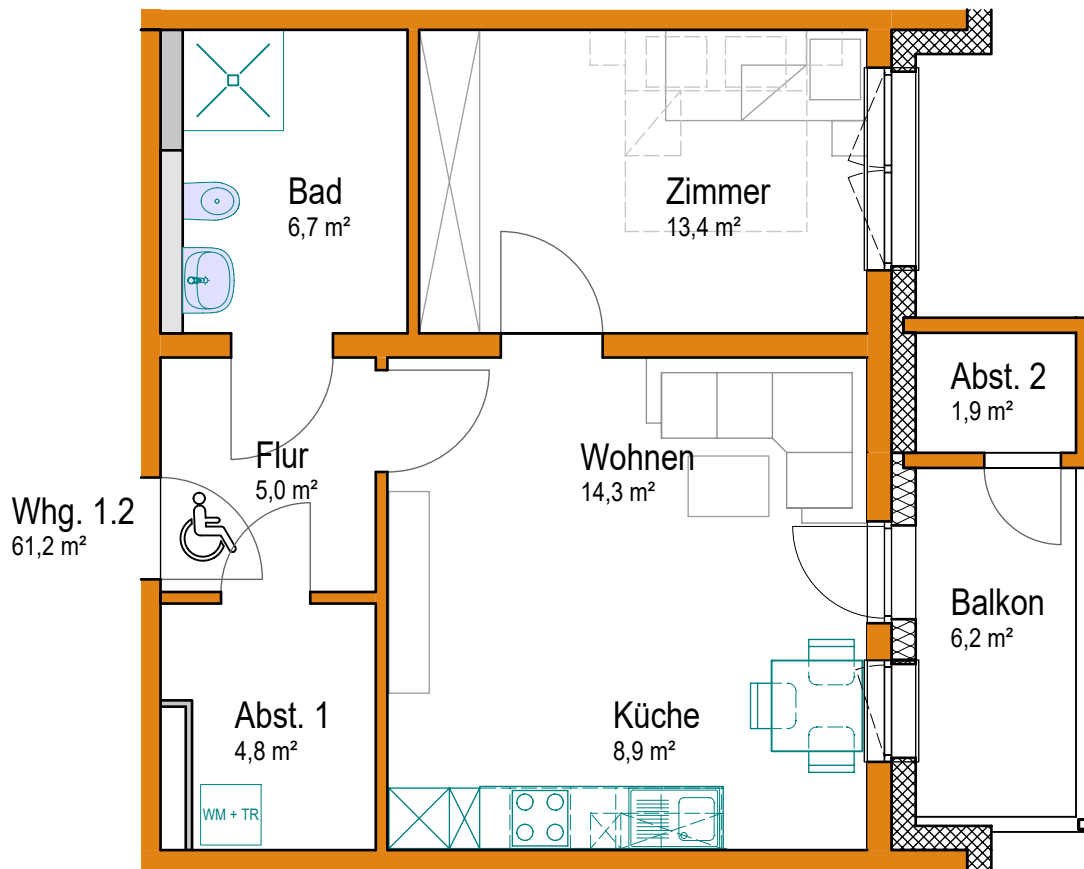 Bad
6,7 m²
Zimmer
13,4 m²
Abst. 2
1,9 m²
Flur
5,0 m²
Wohnen
14,3 m²
Whg. 1.2
61,2 m²
Balkon
6,2 m²
Abst. 1
4,8 m²
Küche
8,9 m²
WM + TR